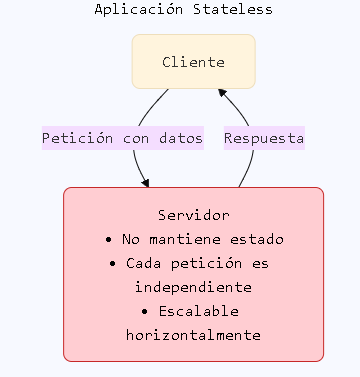 Aplicación Stateless
Cliente
Petición con datos
Respuesta
Servidor
• No mantiene estado
• Cada petición es
independiente
• Escalable
horizontalmente